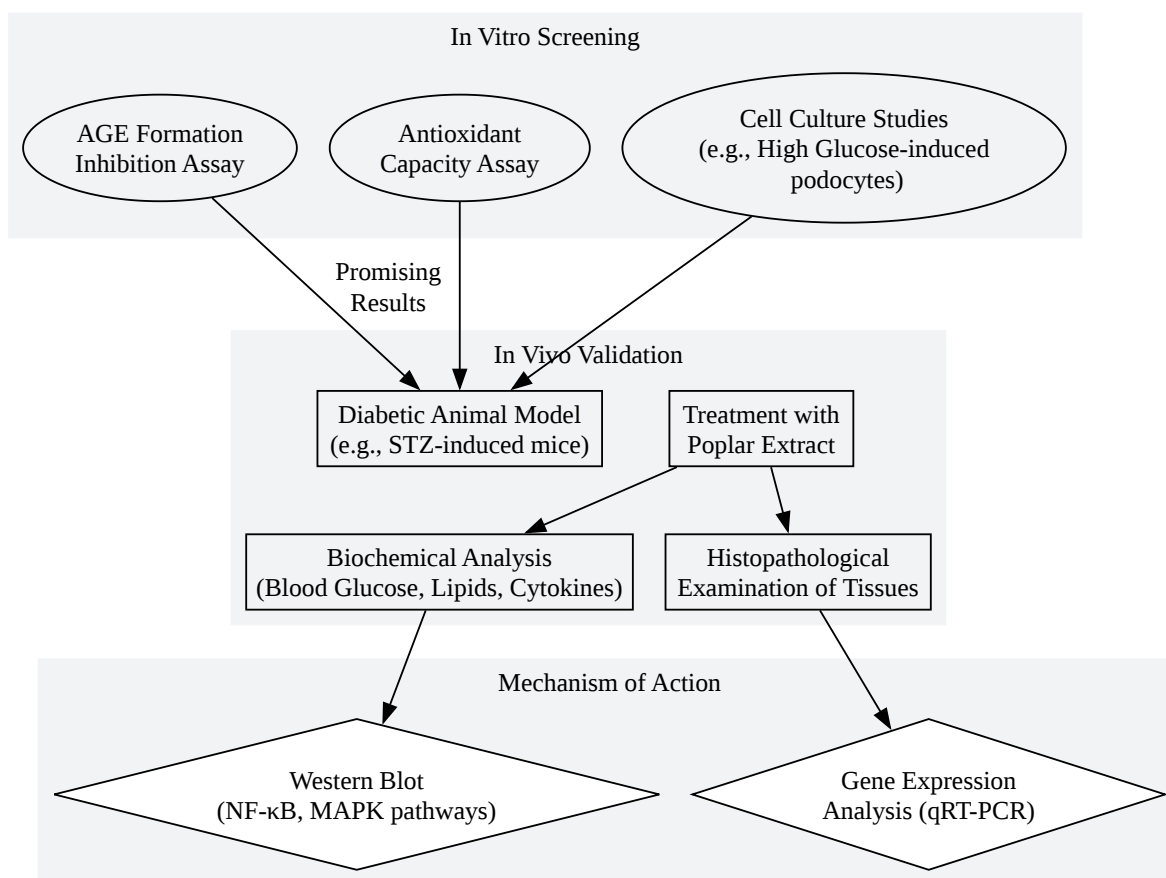 In Vitro Screening
AGE Formation
Inhibition Assay
Antioxidant
Capacity Assay
Cell Culture Studies
(e.g., High Glucose-induced
podocytes)
Promising
Results
In Vivo Validation
Diabetic Animal Model
(e.g., STZ-induced mice)
Treatment with
Poplar Extract
Biochemical Analysis
(Blood Glucose, Lipids, Cytokines)
Histopathological
Examination of Tissues
Mechanism of Action
Western Blot
(NF-κB, MAPK pathways)
Gene Expression
Analysis (qRT-PCR)